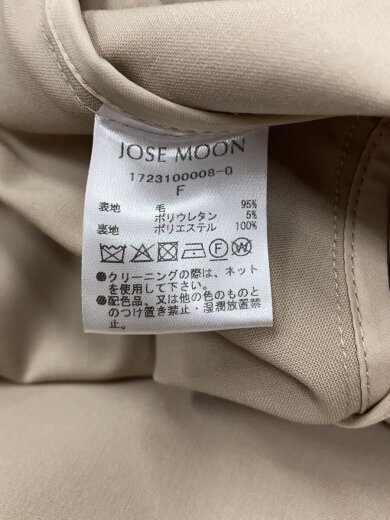 JOSE MOON
1723100008-0
F
表地 毛 95%
ポリウレタン 5%
裏地 ポリエステル 100%
F W
●クリーニングの際は、ネット
を使用して下さい。
●配色品、又は他の色のものと
のつけ置き禁止・湿潤放置禁
止